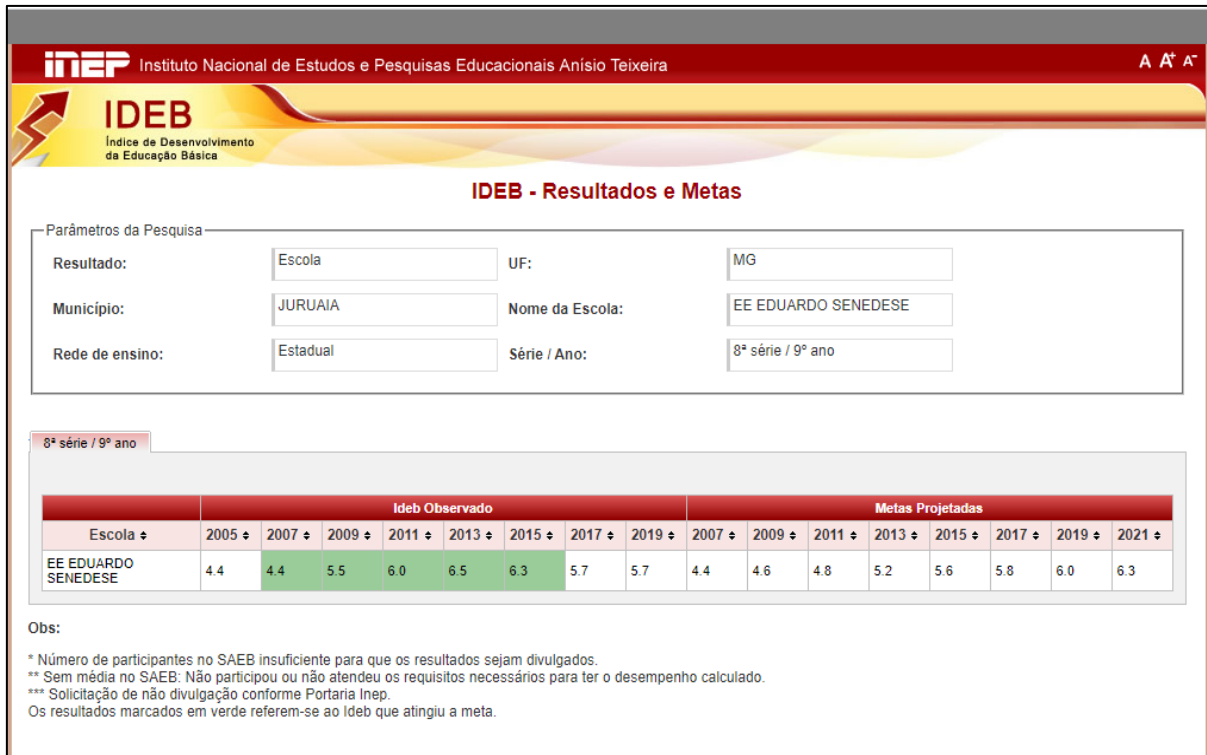 inep Instituto Nacional de Estudos e Pesquisas Educacionais Anísio Teixeira A A+ A-
IDEB
Índice de Desenvolvimento
da Educação Básica
IDEB - Resultados e Metas
Parâmetros da Pesquisa
Resultado: Escola UF: MG
Município: JURUAIA Nome da Escola: EE EDUARDO SENEDESE
Rede de ensino: Estadual Série / Ano: 8ª série / 9º ano
8ª série / 9º ano
Ideb Observado Metas Projetadas
Escola 2005 2007 2009 2011 2013 2015 2017 2019 2007 2009 2011 2013 2015 2017 2019 2021
EE EDUARDO
SENEDESE 4.4 4.4 5.5 6.0 6.5 6.3 5.7 5.7 4.4 4.6 4.8 5.2 5.6 5.8 6.0 6.3
Obs:
* Número de participantes no SAEB insuficiente para que os resultados sejam divulgados.
** Sem média no SAEB: Não participou ou não atendeu os requisitos necessários para ter o desempenho calculado.
*** Solicitação de não divulgação conforme Portaria Inep.
Os resultados marcados em verde referem-se ao Ideb que atingiu a meta.